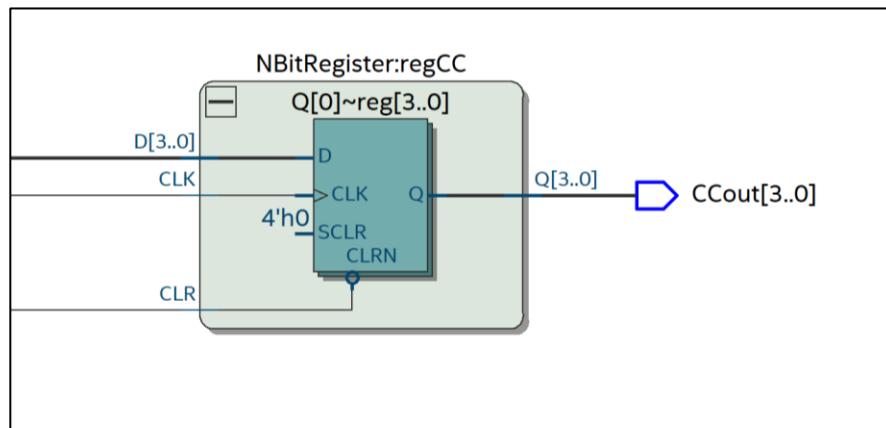 NBitRegister:regCC
Q[0]~reg[3..0]
D[3..0]
D
CLK
CLK
Q
Q[3..0]
CCout[3..0]
4'h0
SCLR
CLRN
CLR